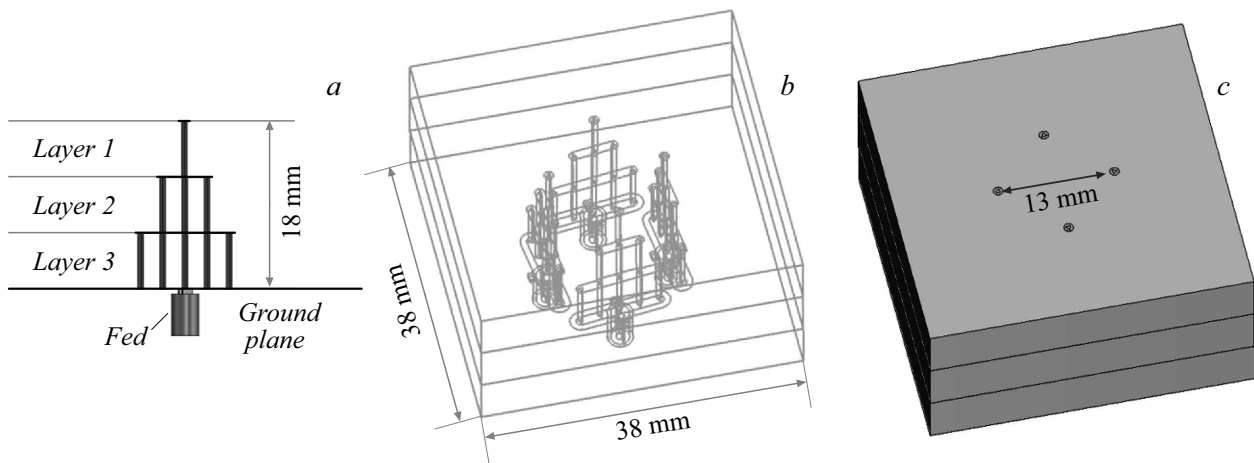 a
Layer 1
Layer 2
Layer 3
18 mm
Fed
Ground
plane
b
38 mm
38 mm
c
13 mm